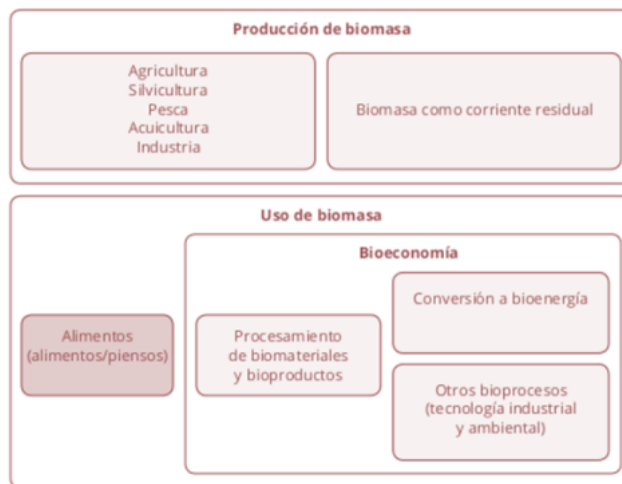 Producción de biomasa
Agricultura
Silvicultura
Pesca
Acuicultura
Industria
Biomasa como corriente residual
Uso de biomasa
Bioeconomía
Alimentos
(alimentos/piensos)
Procesamiento
de biomateriales
y bioproductos
Conversión a bioenergía
Otros bioprocesos
(tecnología industrial
y ambiental)